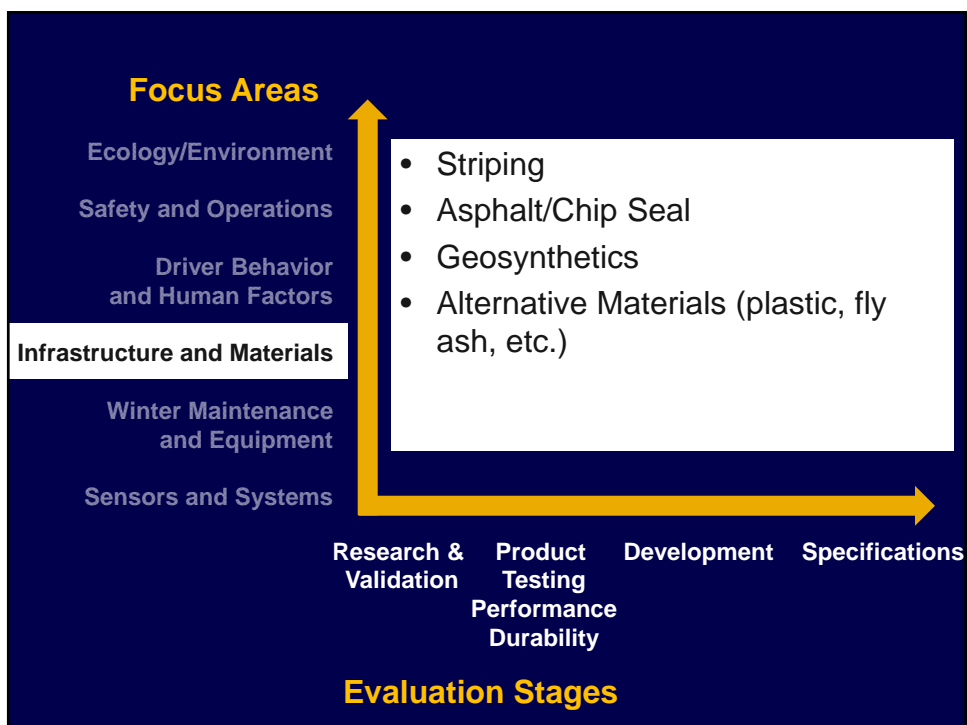 Focus Areas
Ecology/Environment
Safety and Operations
Driver Behavior
and Human Factors
Infrastructure and Materials
Winter Maintenance
and Equipment
Sensors and Systems
• Striping
• Asphalt/Chip Seal
• Geosynthetics
• Alternative Materials (plastic, fly
ash, etc.)
Research &
Validation
Product
Testing
Performance
Durability
Development
Specifications
Evaluation Stages